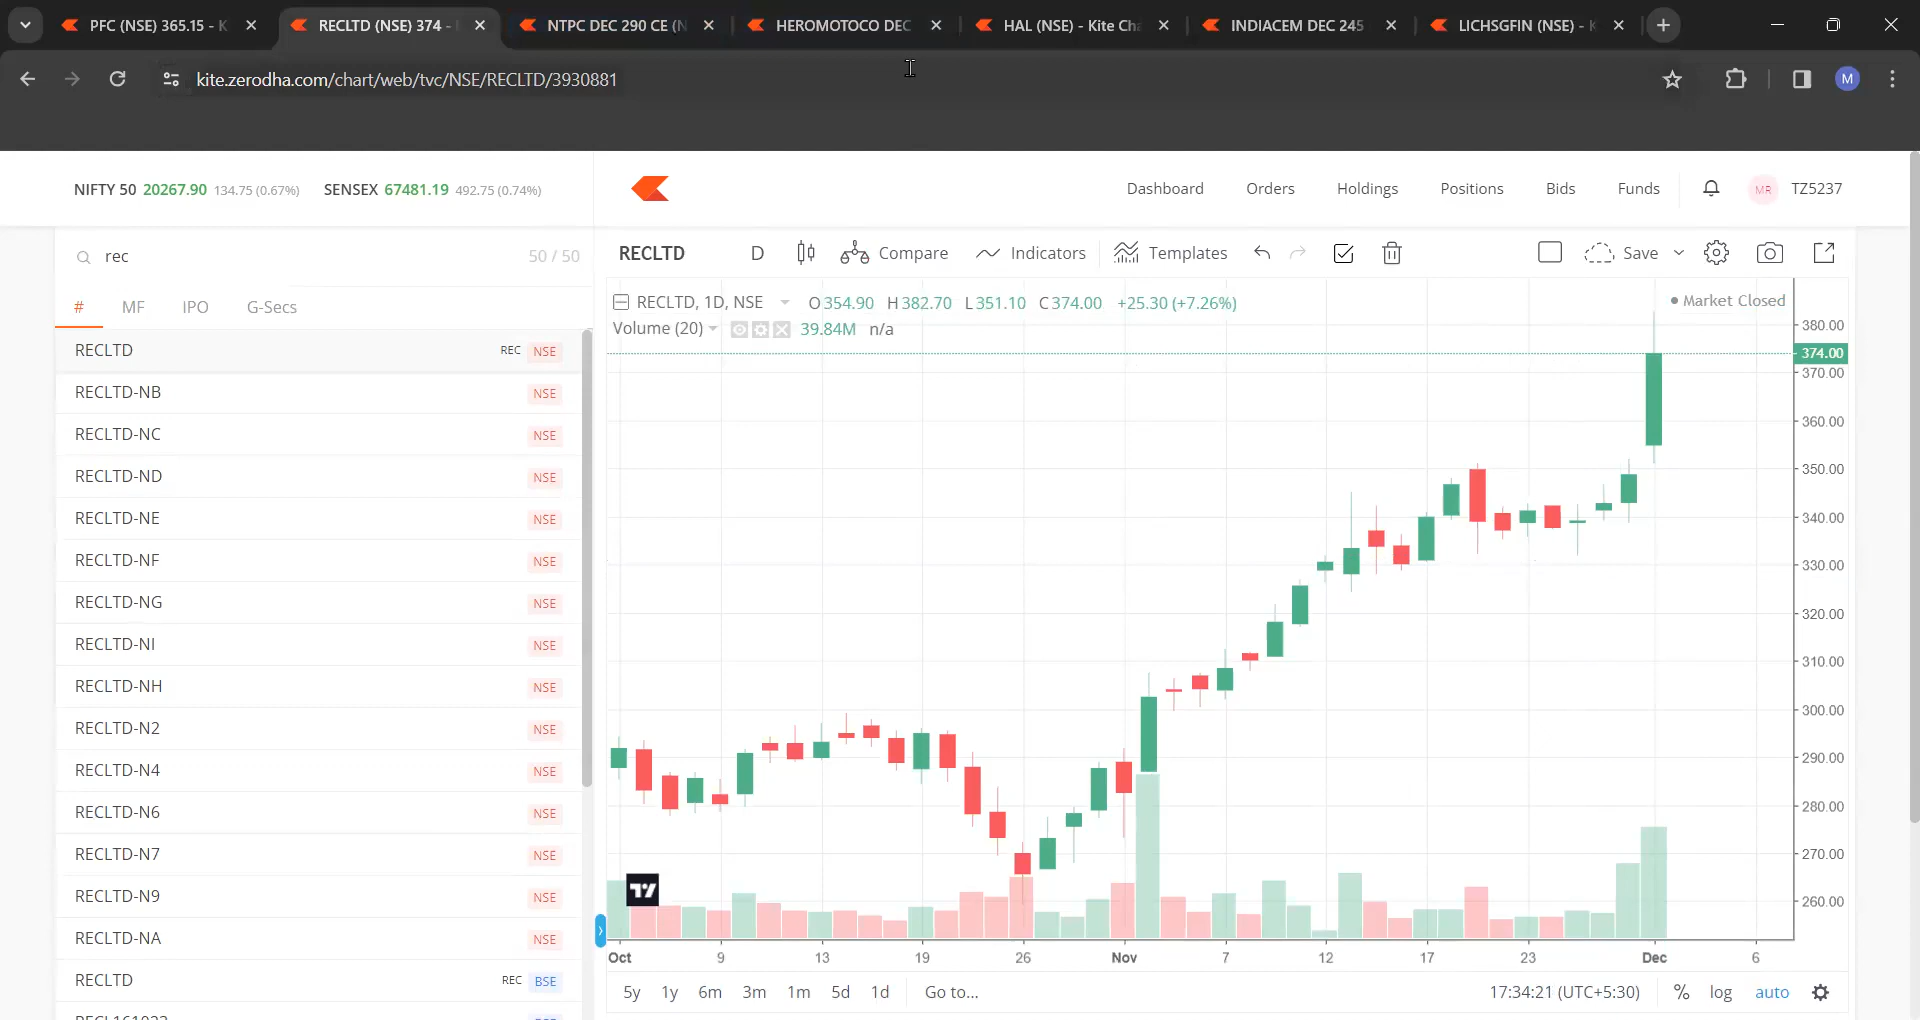 PFC (NSE) 365.15 - K
RECLTD (NSE) 374 -
NTPC DEC 290 CE (N
HEROMOTOCO DEC
HAL (NSE) - Kite Cha
INDIACEM DEC 245
LICHSGFIN (NSE) - K
kite.zerodha.com/chart/web/tvc/NSE/RECLTD/3930881
M
NIFTY 50 20267.90 134.75 (0.67%) SENSEX 67481.19 492.75 (0.74%)
Dashboard Orders Holdings Positions Bids Funds MR TZ5237
rec 50 / 50
# MF IPO G-Secs
RECLTD REC NSE
RECLTD-NB NSE
RECLTD-NC NSE
RECLTD-ND NSE
RECLTD-NE NSE
RECLTD-NF NSE
RECLTD-NG NSE
RECLTD-NI NSE
RECLTD-NH NSE
RECLTD-N2 NSE
RECLTD-N4 NSE
RECLTD-N6 NSE
RECLTD-N7 NSE
RECLTD-N9 NSE
RECLTD-NA NSE
RECLTD REC BSE
RECLTD D Compare Indicators Templates Save
RECLTD, 1D, NSE O354.90 H382.70 L351.10 C374.00 +25.30 (+7.26%)
Market Closed
Volume (20) 39.84M n/a
380.00
374.00
370.00
360.00
350.00
340.00
330.00
320.00
310.00
300.00
290.00
280.00
270.00
260.00
Oct 9 13 19 26 Nov 7 12 17 23 Dec 6
5y 1y 6m 3m 1m 5d 1d Go to... 17:34:21 (UTC+5:30) % log auto